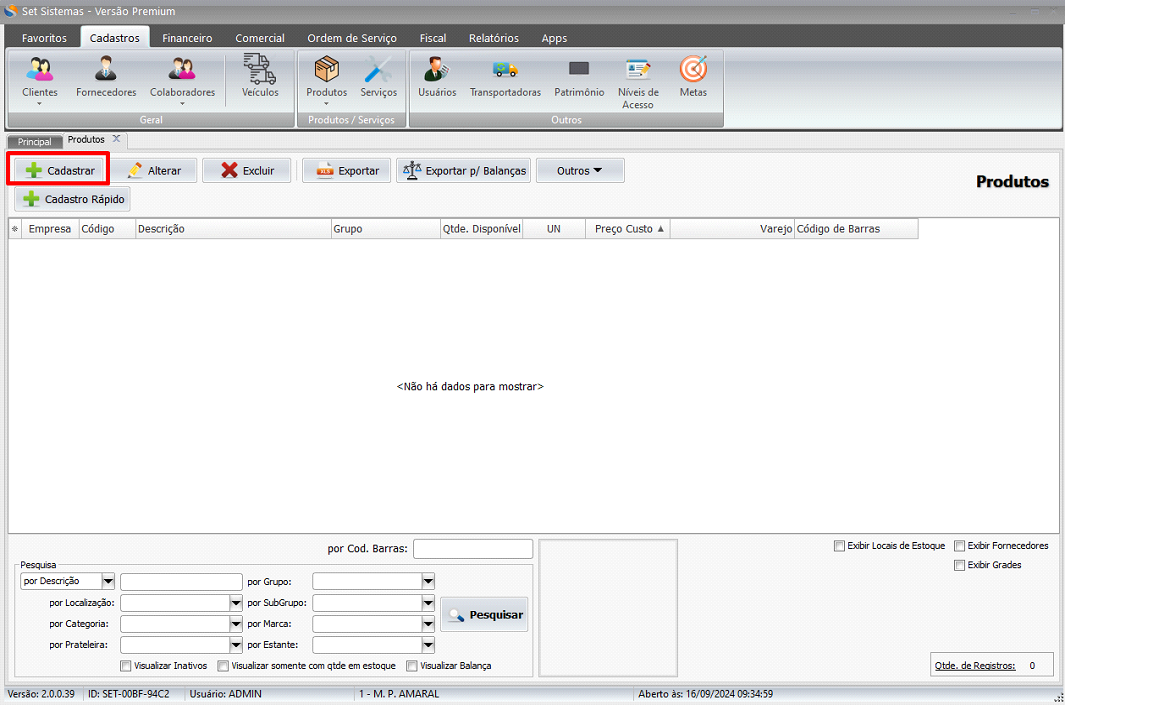 Set Sistemas - Versão Premium
Favoritos Cadastros Financeiro Comercial Ordem de Serviço Fiscal Relatórios Apps
Clientes Fornecedores Colaboradores Veículos Produtos Serviços Usuários Transportadoras Patrimônio Níveis de Acesso Metas
Geral Produtos / Serviços Outros
Principal Produtos
Cadastrar Alterar Excluir XLS Exportar Exportar p/ Balanças Outros
Produtos
Cadastro Rápido
Empresa Código Descrição Grupo Qtde. Disponível UN Preço Custo Varejo Código de Barras
<Não há dados para mostrar>
por Cod. Barras: Exibir Locais de Estoque Exibir Fornecedores
Pesquisa Exibir Grades
por Descrição por Grupo:
por Localização: por SubGrupo:
por Categoria: por Marca: Pesquisar
por Prateleira: por Estante:
Visualizar Inativos Visualizar somente com qtde em estoque Visualizar Balança Qtde. de Registros: 0
Versão: 2.0.0.39 ID: SET-00BF-94C2 Usuário: ADMIN 1 - M. P. AMARAL Aberto às: 16/09/2024 09:34:59